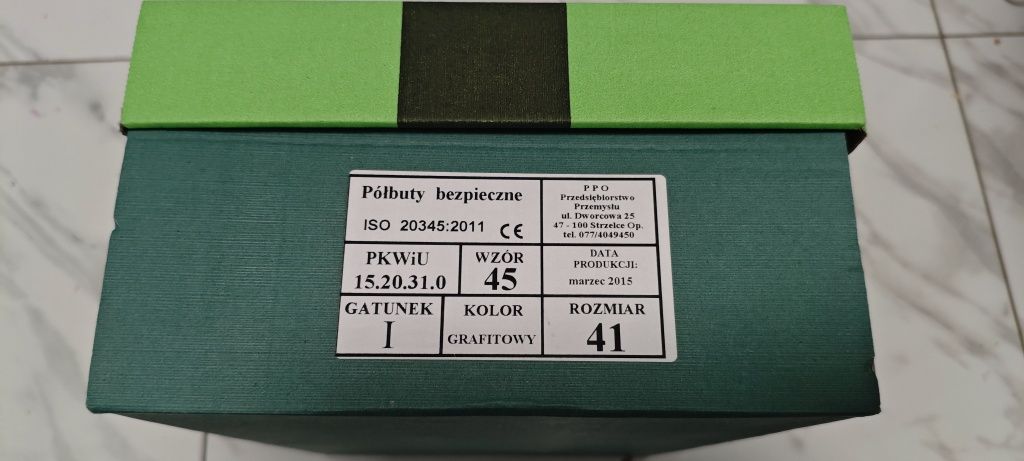 Półbuty bezpieczne
ISO 20345:2011 CE
P P O
Przedsiębiorstwo
Przemysłu
ul. Dworcowa 25
47 - 100 Strzelce Op.
tel. 077/4049450
PKWiU
15.20.31.0
WZÓR
45
DATA
PRODUKCJI:
marzec 2015
GATUNEK
I
KOLOR
GRAFITOWY
ROZMIAR
41